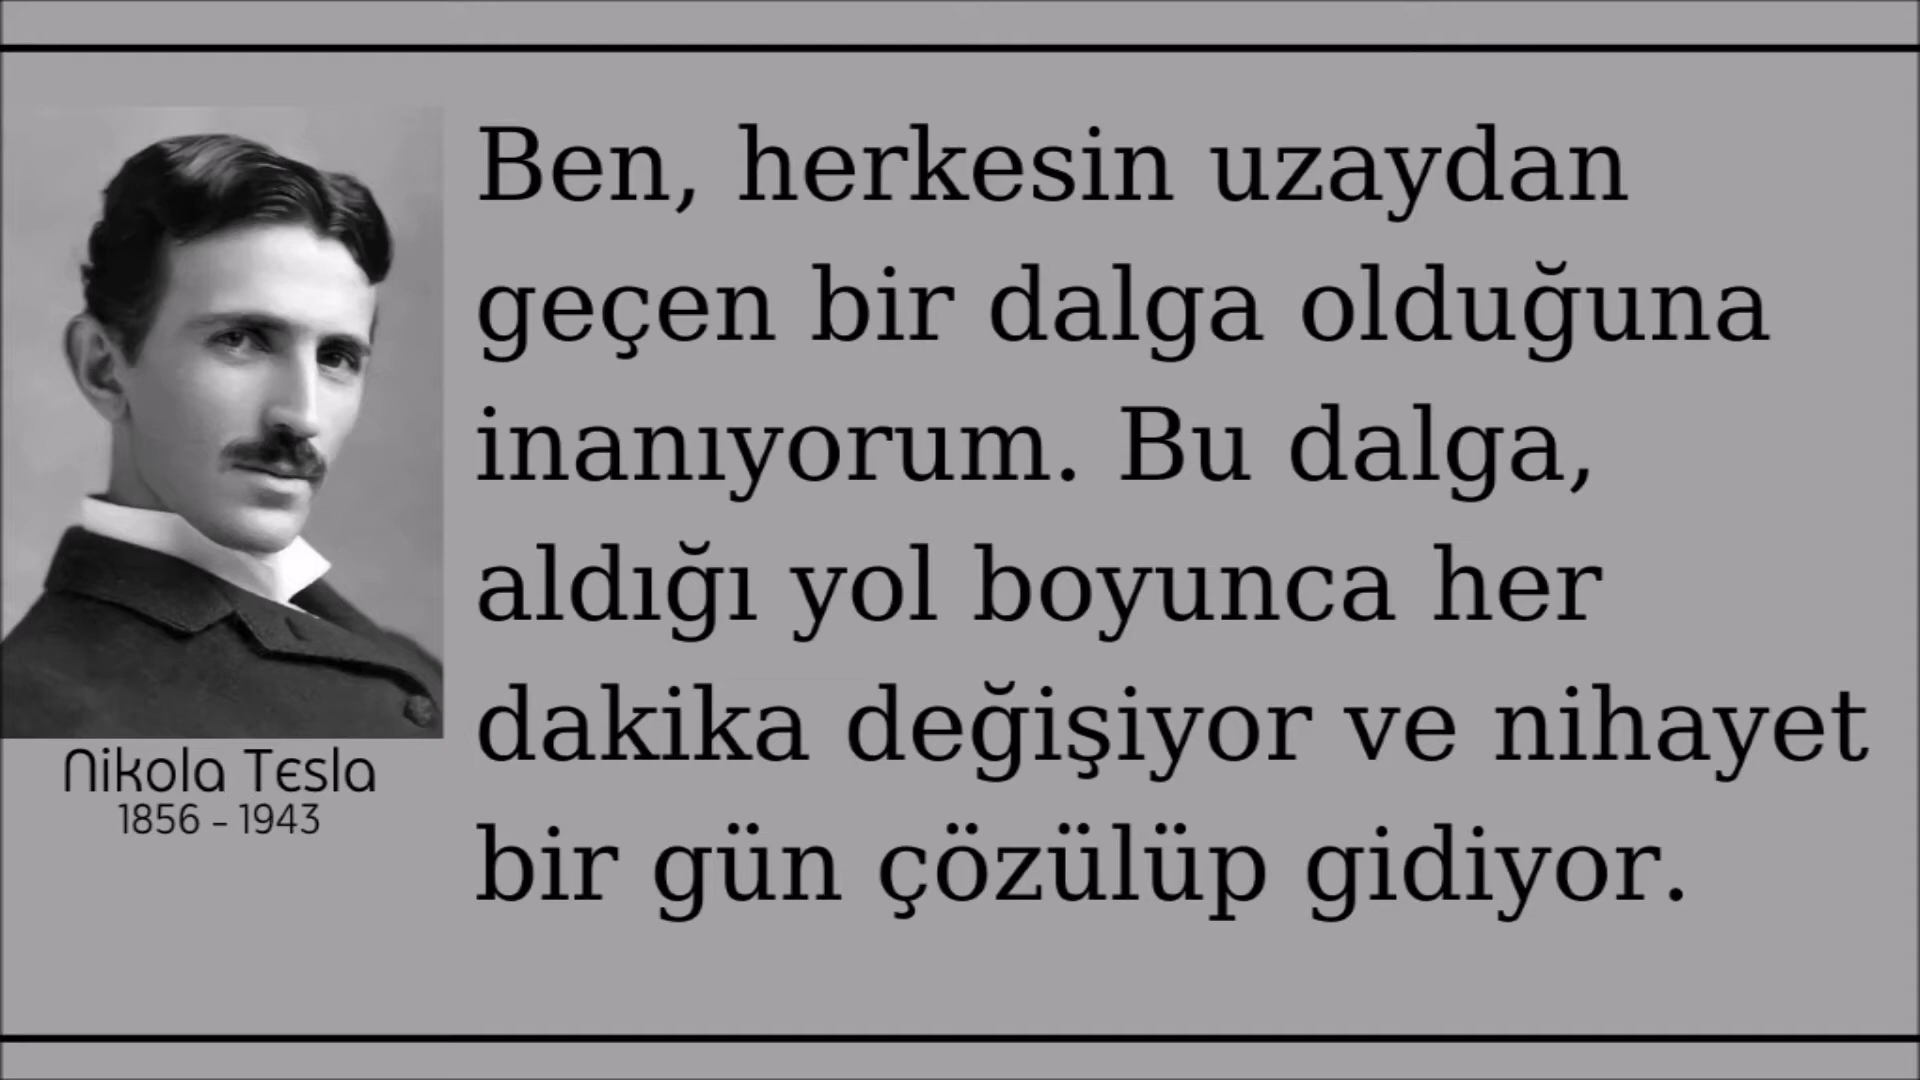 Ben, herkesin uzaydan
geçen bir dalga olduğuna
inanıyorum. Bu dalga,
aldığı yol boyunca her
dakika değişiyor ve nihayet
bir gün çözülüp gidiyor.
Nikola Tesla
1856 - 1943